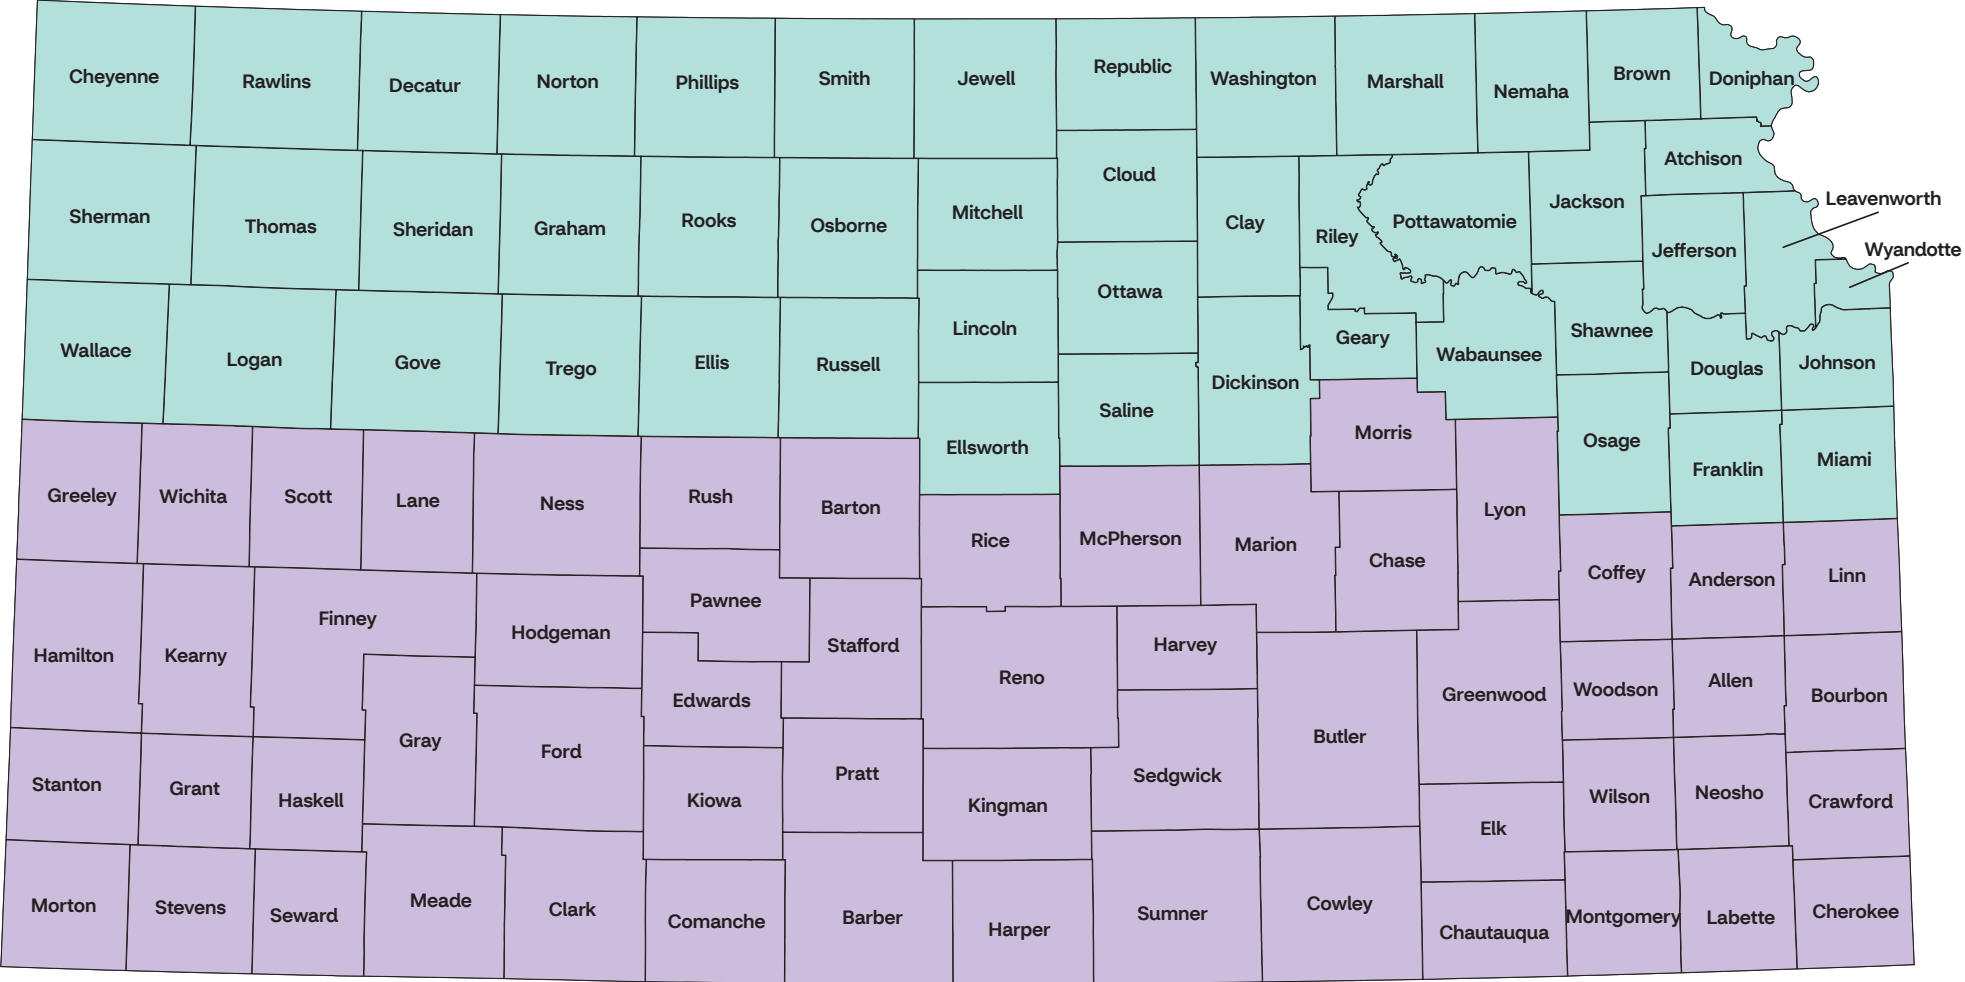 Cheyenne
Rawlins
Decatur
Norton
Phillips
Smith
Jewell
Republic
Washington
Marshall
Nemaha
Brown
Doniphan
Sherman
Thomas
Sheridan
Graham
Rooks
Osborne
Mitchell
Cloud
Clay
Riley
Pottawatomie
Jackson
Atchison
Jefferson
Leavenworth
Wyandotte
Wallace
Logan
Gove
Trego
Ellis
Russell
Lincoln
Ottawa
Saline
Dickinson
Geary
Wabaunsee
Shawnee
Douglas
Johnson
Ellsworth
Morris
Osage
Franklin
Miami
Greeley
Wichita
Scott
Lane
Ness
Rush
Barton
Rice
McPherson
Marion
Chase
Lyon
Coffey
Anderson
Linn
Hamilton
Kearny
Finney
Hodgeman
Pawnee
Stafford
Edwards
Reno
Harvey
Butler
Greenwood
Woodson
Allen
Bourbon
Gray
Ford
Stanton
Grant
Haskell
Kiowa
Pratt
Kingman
Sedgwick
Elk
Wilson
Neosho
Crawford
Morton
Stevens
Seward
Meade
Clark
Comanche
Barber
Harper
Sumner
Cowley
Chautauqua
Montgomery
Labette
Cherokee